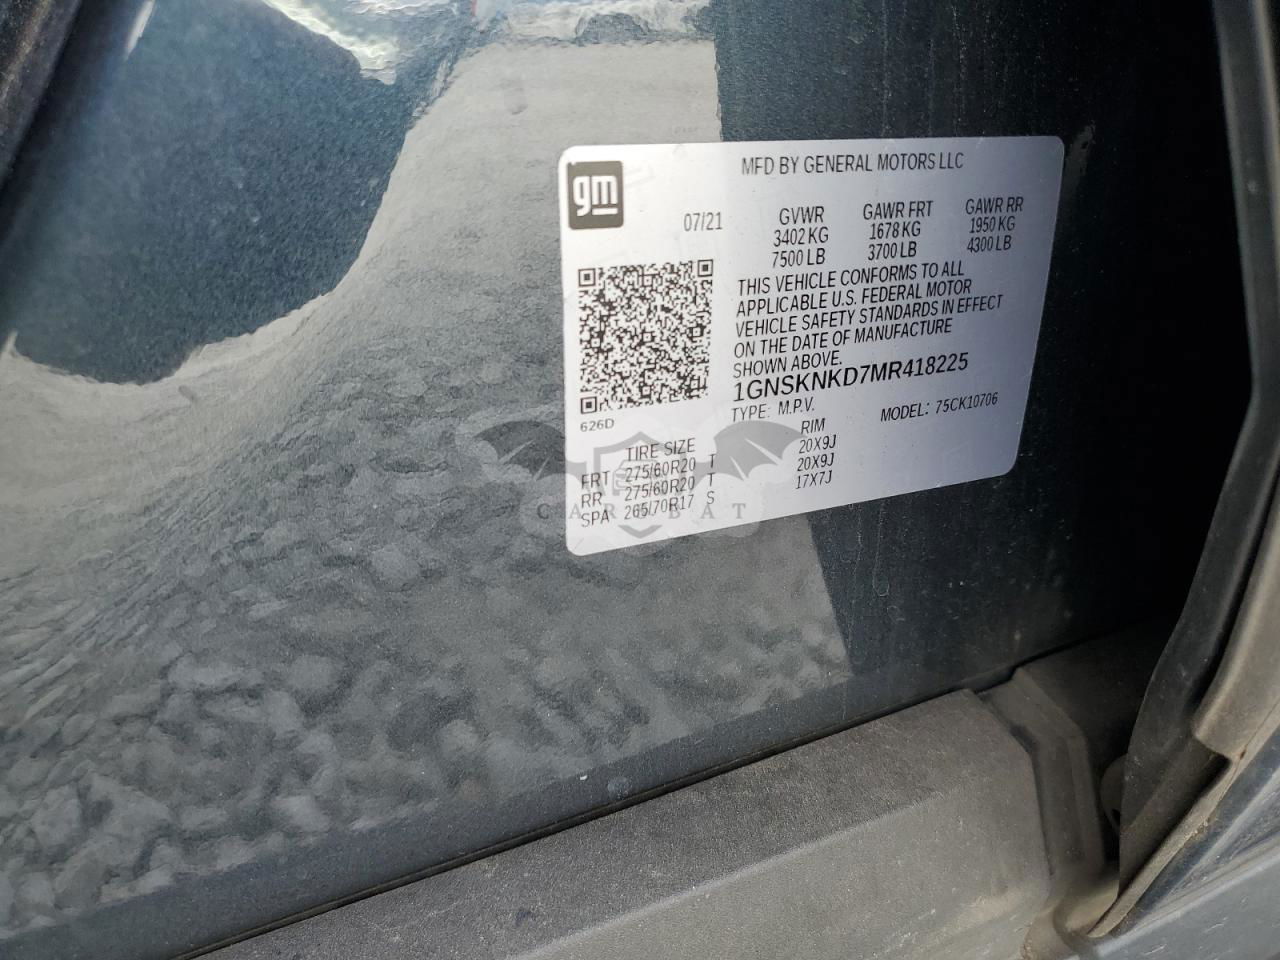 gm
MFD BY GENERAL MOTORS LLC
07/21
GVWR
3402 KG
7500 LB
GAWR FRT
1678 KG
3700 LB
GAWR RR
1950 KG
4300 LB
THIS VEHICLE CONFORMS TO ALL
APPLICABLE U.S. FEDERAL MOTOR
VEHICLE SAFETY STANDARDS IN EFFECT
ON THE DATE OF MANUFACTURE
SHOWN ABOVE.
1GNSKNKD7MR418225
TYPE: M.P.V. MODEL: 75CK10706
626D
TIRE SIZE RIM
FRT 275/60R20 T 20X9J
RR 275/60R20 T 20X9J
SPA 265/70R17 S 17X7J
CAR BAT